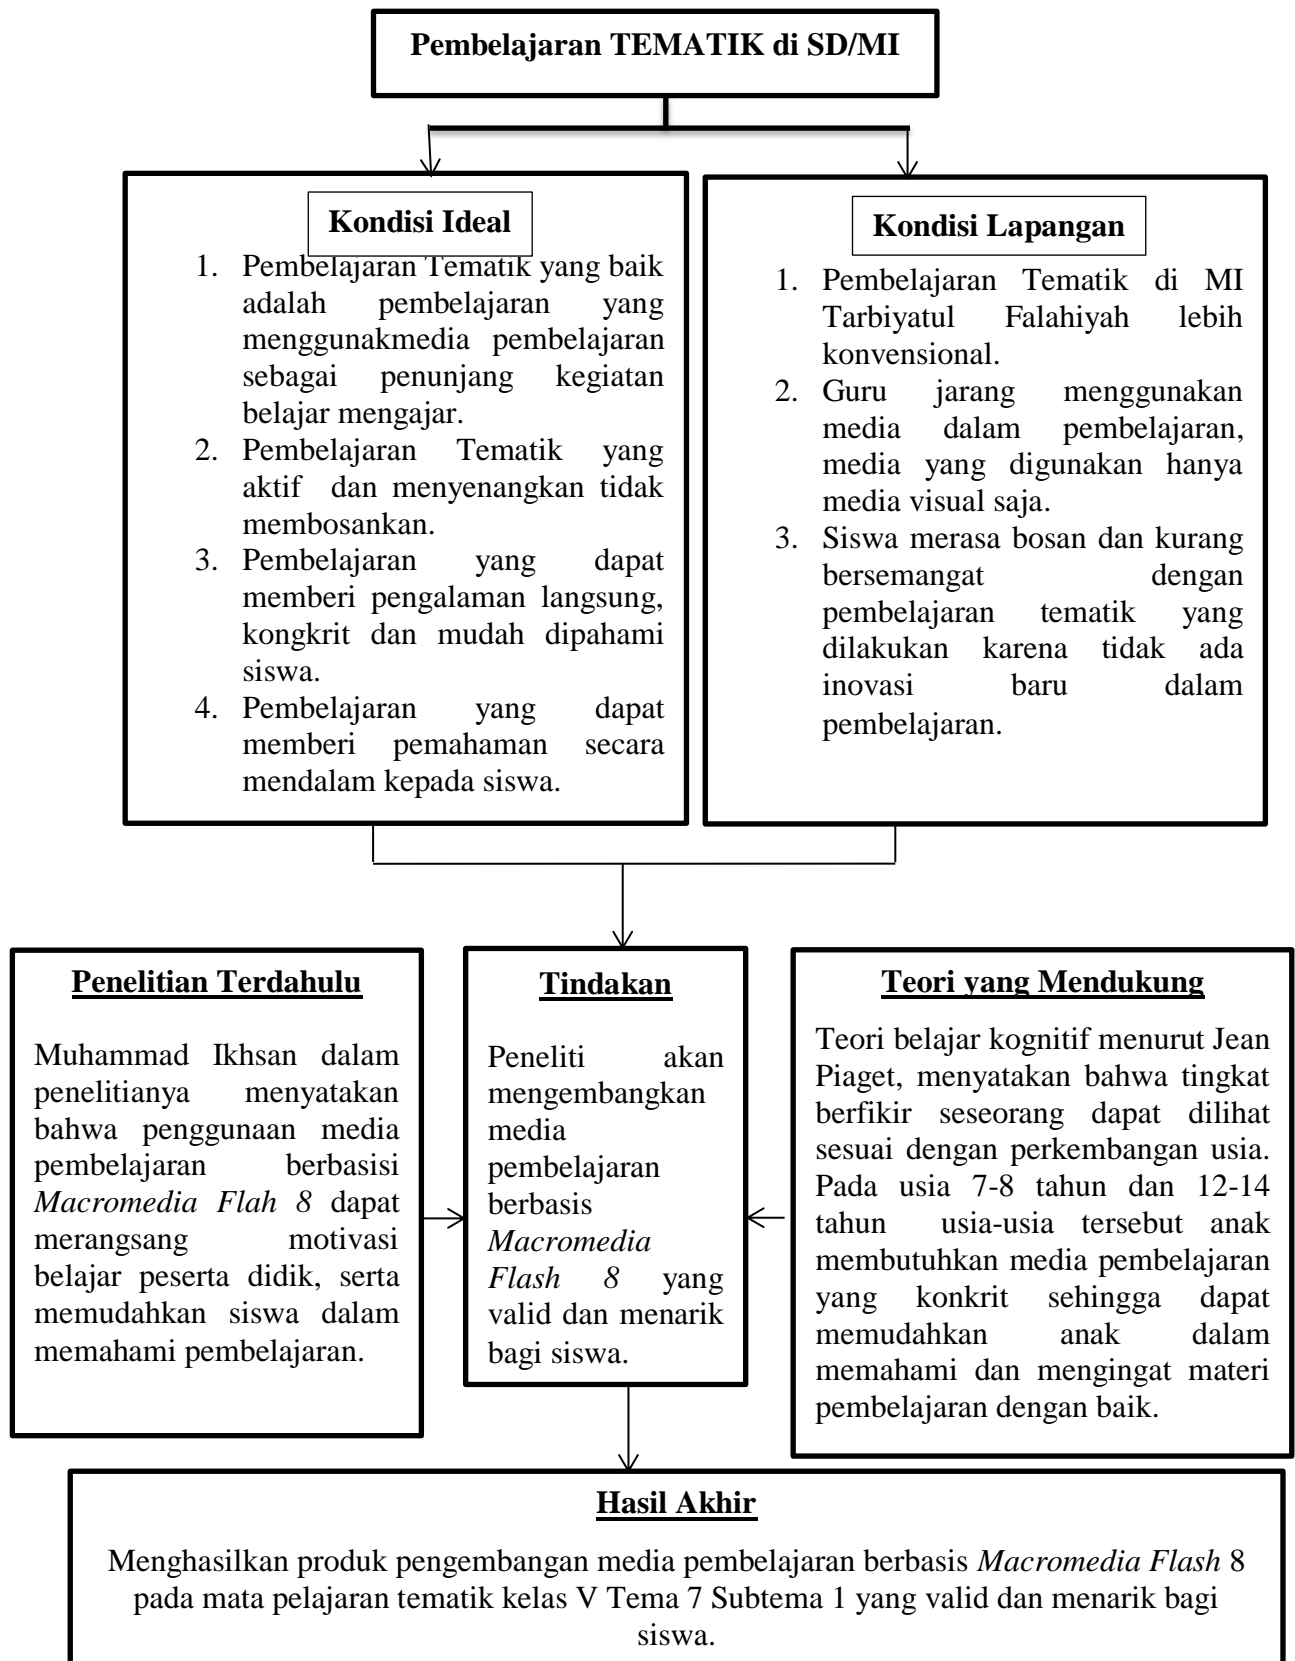 Pembelajaran TEMATIK di SD/MI
Kondisi Ideal
1. Pembelajaran Tematik yang baik
adalah pembelajaran yang
menggunakmedia pembelajaran
sebagai penunjang kegiatan
belajar mengajar.
2. Pembelajaran Tematik yang
aktif dan menyenangkan tidak
membosankan.
3. Pembelajaran yang dapat
memberi pengalaman langsung,
kongkrit dan mudah dipahami
siswa.
4. Pembelajaran yang dapat
memberi pemahaman secara
mendalam kepada siswa.
Kondisi Lapangan
1. Pembelajaran Tematik di MI
Tarbiyatul Falahiyah lebih
konvensional.
2. Guru jarang menggunakan
media dalam pembelajaran,
media yang digunakan hanya
media visual saja.
3. Siswa merasa bosan dan kurang
bersemangat dengan
pembelajaran tematik yang
dilakukan karena tidak ada
inovasi baru dalam
pembelajaran.
Penelitian Terdahulu
Muhammad Ikhsan dalam
penelitianya menyatakan
bahwa penggunaan media
pembelajaran berbasisi
Macromedia Flah 8 dapat
merangsang motivasi
belajar peserta didik, serta
memudahkan siswa dalam
memahami pembelajaran.
Tindakan
Peneliti akan
mengembangkan
media
pembelajaran
berbasis
Macromedia
Flash 8 yang
valid dan menarik
bagi siswa.
Teori yang Mendukung
Teori belajar kognitif menurut Jean
Piaget, menyatakan bahwa tingkat
berfikir seseorang dapat dilihat
sesuai dengan perkembangan usia.
Pada usia 7-8 tahun dan 12-14
tahun usia-usia tersebut anak
membutuhkan media pembelajaran
yang konkrit sehingga dapat
memudahkan anak dalam
memahami dan mengingat materi
pembelajaran dengan baik.
Hasil Akhir
Menghasilkan produk pengembangan media pembelajaran berbasis Macromedia Flash 8
pada mata pelajaran tematik kelas V Tema 7 Subtema 1 yang valid dan menarik bagi
siswa.